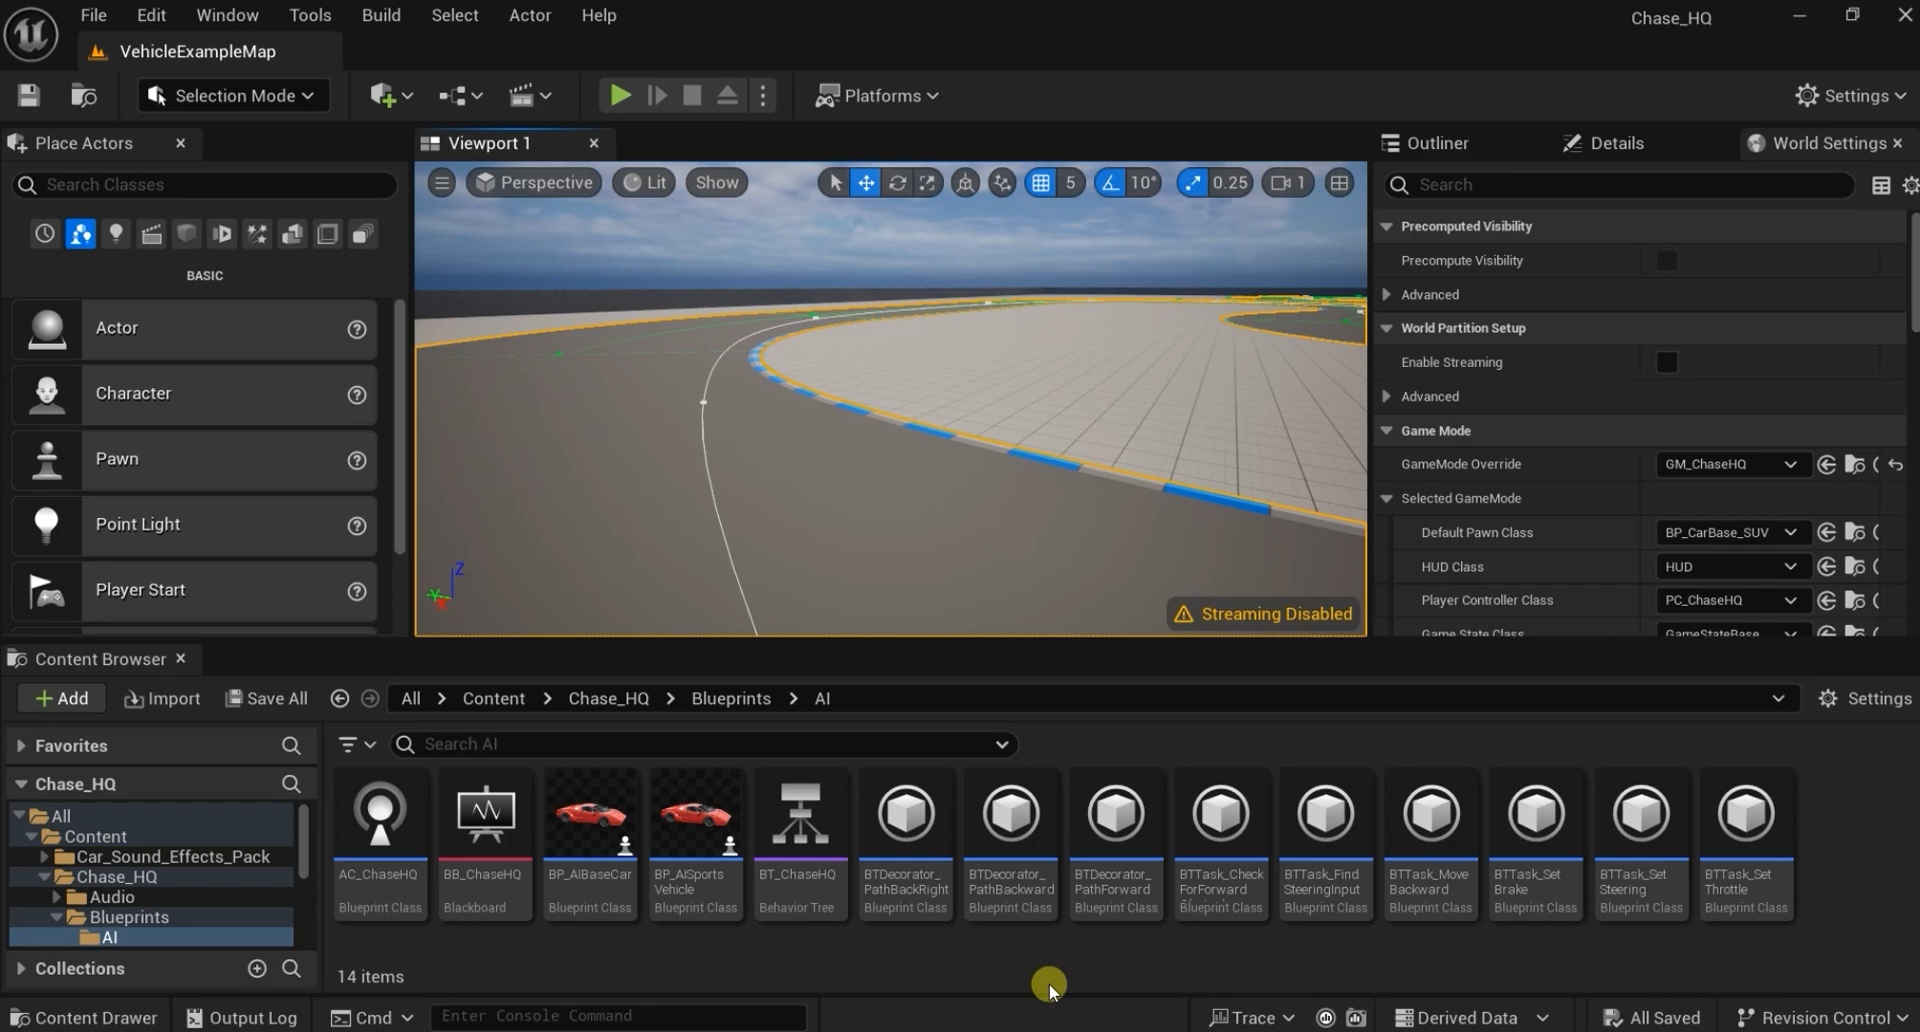 File Edit Window Tools Build Select Actor Help
Chase_HQ
VehicleExampleMap
Selection Mode
Platforms
Settings
Place Actors
Viewport 1
Outliner
Details
World Settings
Search Classes
Perspective
Lit
Show
5
10°
0.25
1
Search
BASIC
Actor
Character
Pawn
Point Light
Player Start
Z
Y
X
Streaming Disabled
Precomputed Visibility
Precompute Visibility
Advanced
World Partition Setup
Enable Streaming
Advanced
Game Mode
GameMode Override GM_ChaseHQ
Selected GameMode
Default Pawn Class BP_CarBase_SUV
HUD Class HUD
Player Controller Class PC_ChaseHQ
Game State Class GameStateBase
Content Browser
Add
Import
Save All
All > Content > Chase_HQ > Blueprints > AI
Settings
Favorites
Chase_HQ
All
Content
Car_Sound_Effects_Pack
Chase_HQ
Audio
Blueprints
AI
Collections
Search AI
AC_ChaseHQ
Blueprint Class
BB_ChaseHQ
Blackboard
BP_AIBaseCar
Blueprint Class
BP_AISports
Vehicle
Blueprint Class
BT_ChaseHQ
Behavior Tree
BTDecorator_
PathBackRight
Blueprint Class
BTDecorator_
PathBackward
Blueprint Class
BTDecorator_
PathForward
Blueprint Class
BTTask_Check
ForForward
Blueprint Class
BTTask_Find
SteeringInput
Blueprint Class
BTTask_Move
Backward
Blueprint Class
BTTask_Set
Brake
Blueprint Class
BTTask_Set
Steering
Blueprint Class
BTTask_Set
Throttle
Blueprint Class
14 items
Content Drawer
Output Log
Cmd
Enter Console Command
Trace
Derived Data
All Saved
Revision Control